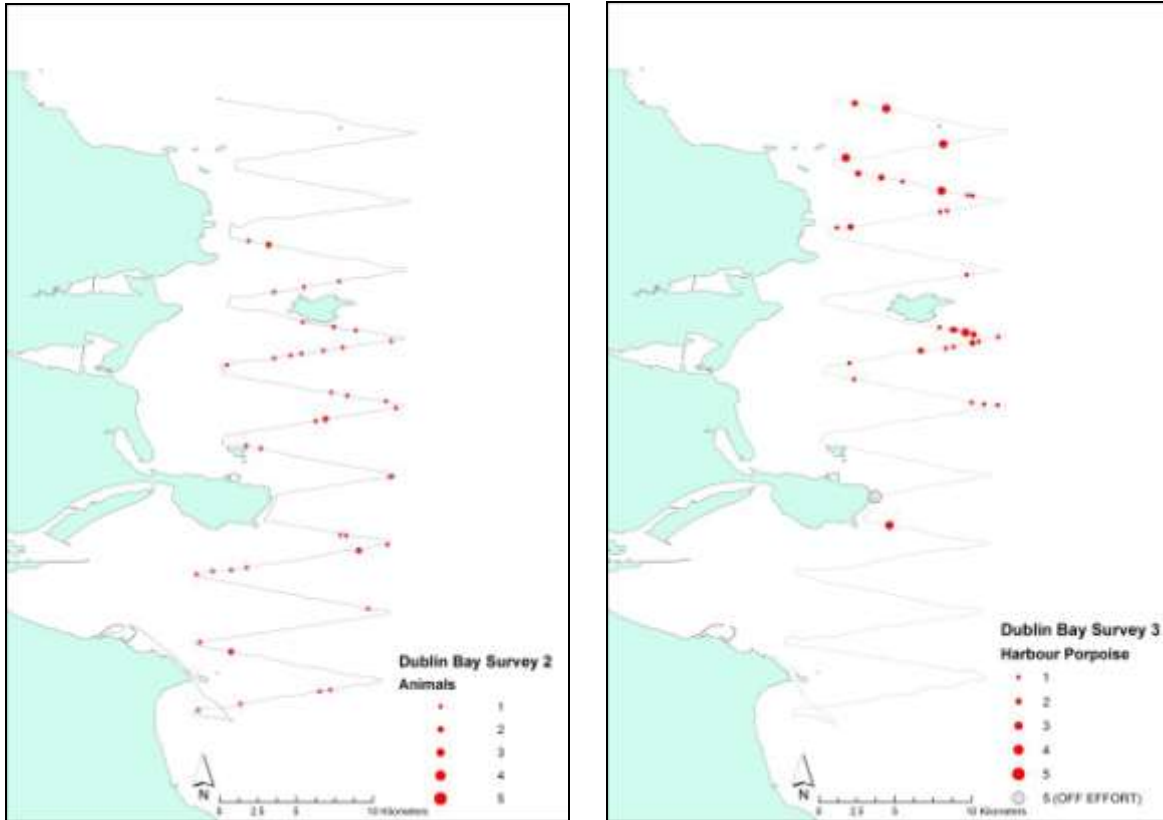 Dublin Bay Survey 2
Animals
1
2
3
4
5
N
0 2.5 5 10 Kilometers
Dublin Bay Survey 3
Harbour Porpoise
1
2
3
4
5
5 (OFF EFFORT)
N
0 2.5 5 10 Kilometers